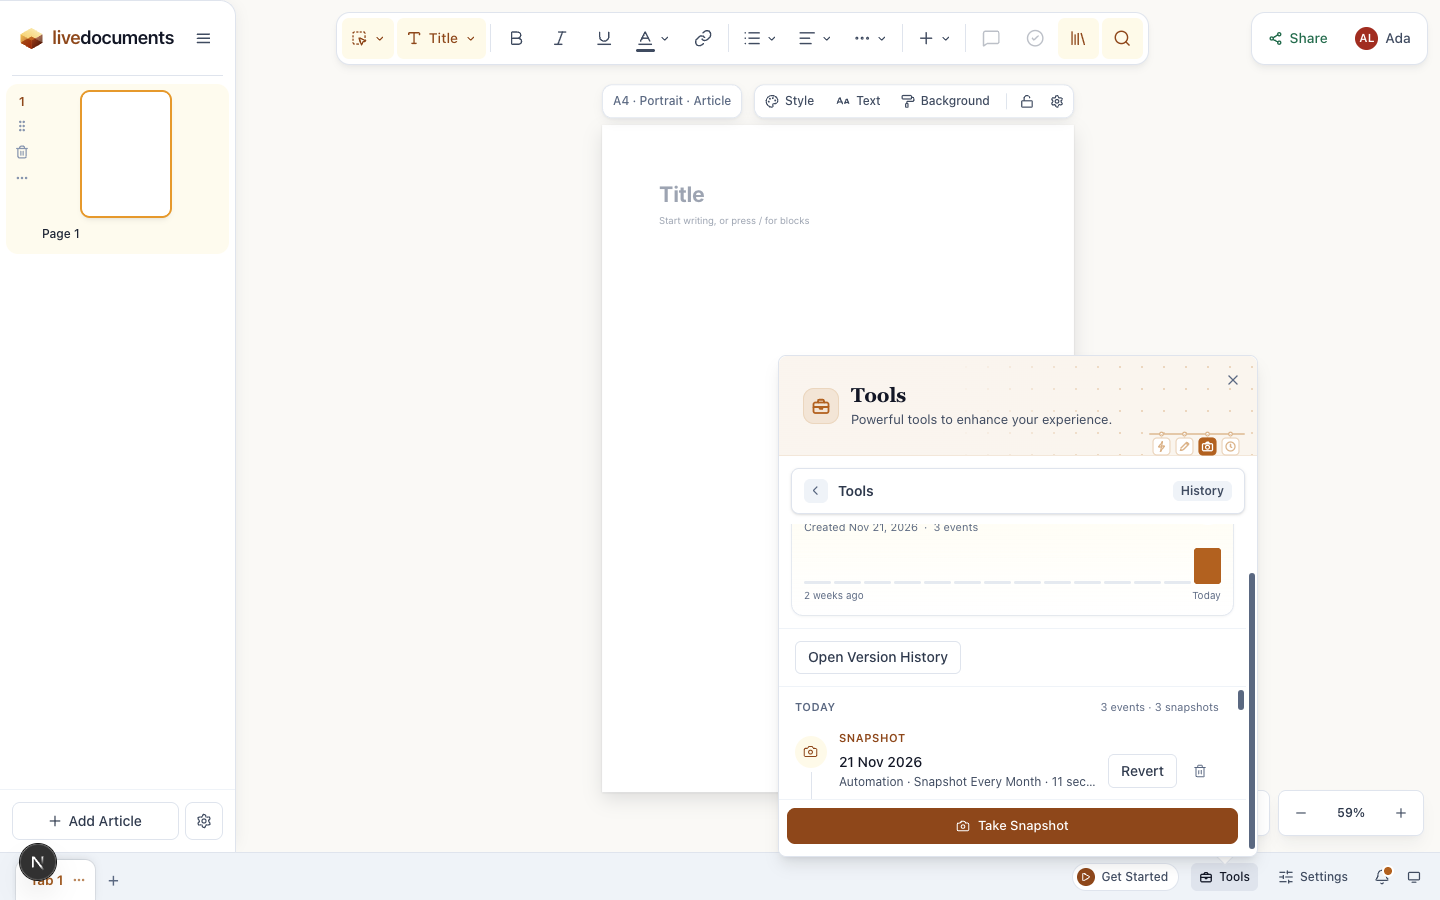 livedocuments
Title
Share
AL
Ada
1
Page 1
A4 · Portrait · Article
Style
Text
Background
Title
Start writing, or press / for blocks
Tools
Powerful tools to enhance your experience.
Tools
History
Created Nov 21, 2026 · 3 events
2 weeks ago
Today
Open Version History
TODAY
3 events · 3 snapshots
SNAPSHOT
21 Nov 2026
Automation · Snapshot Every Month · 11 sec...
Revert
Take Snapshot
59%
Add Article
N
Tab 1
Get Started
Tools
Settings